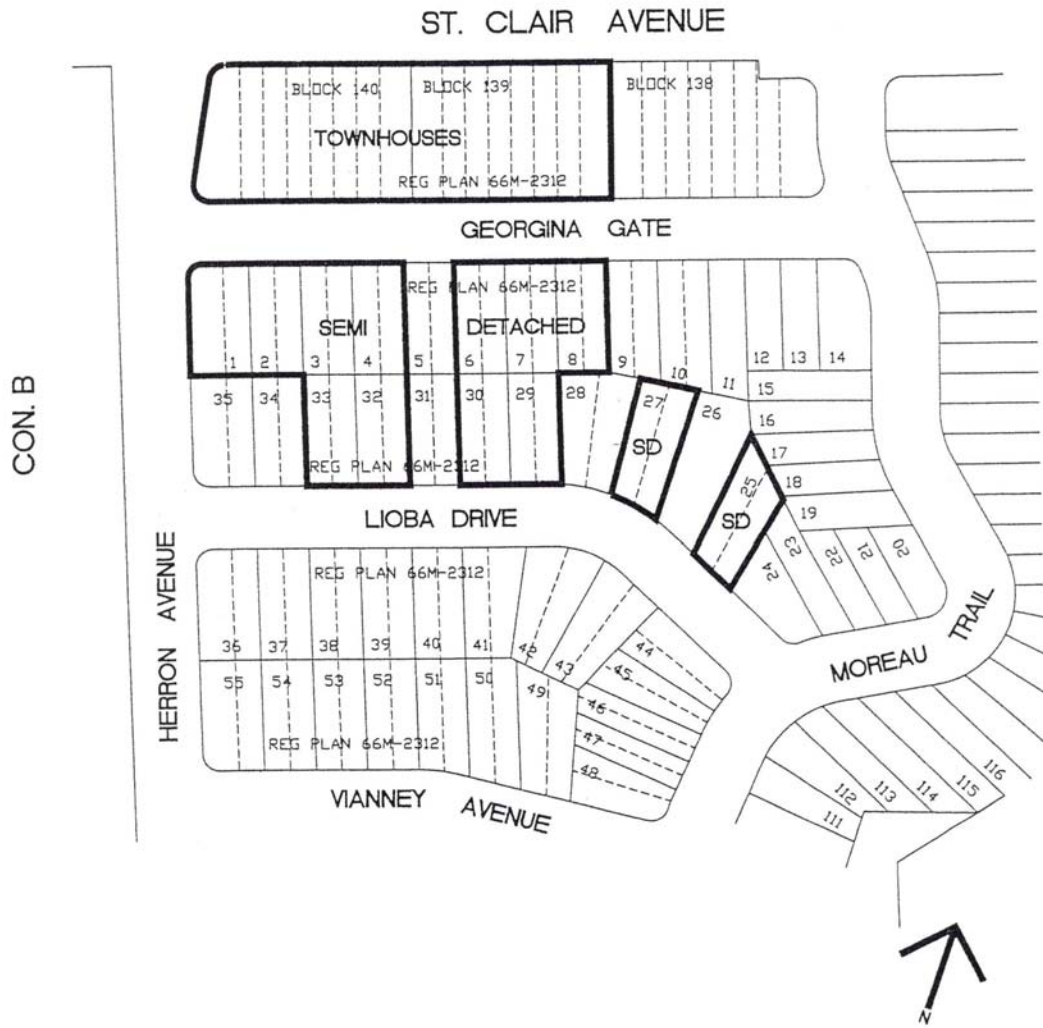 ST. CLAIR AVENUE
BLOCK 140 BLOCK 139 BLOCK 138
TOWNHOUSES
REG PLAN 66M-2312
GEORGINA GATE
REG PLAN 66M-2312
SEMI DETACHED
1 2 3 4 5 6 7 8 9 10 11 12 13 14
15
35 34 33 32 31 30 29 28 27 26
16
SD
17
25
18
REG PLAN 66M-2312
SD
19
LIOBA DRIVE
24 23 22 21 20
CON. B
HERRON AVENUE
REG PLAN 66M-2312
TRAIL
MOREAU
36 37 38 39 40 41 42 43 44
45
55 54 53 52 51 50 49
46
47
48
REG PLAN 66M-2312
VIANNEY AVENUE
111 112 113 114 115 116
N